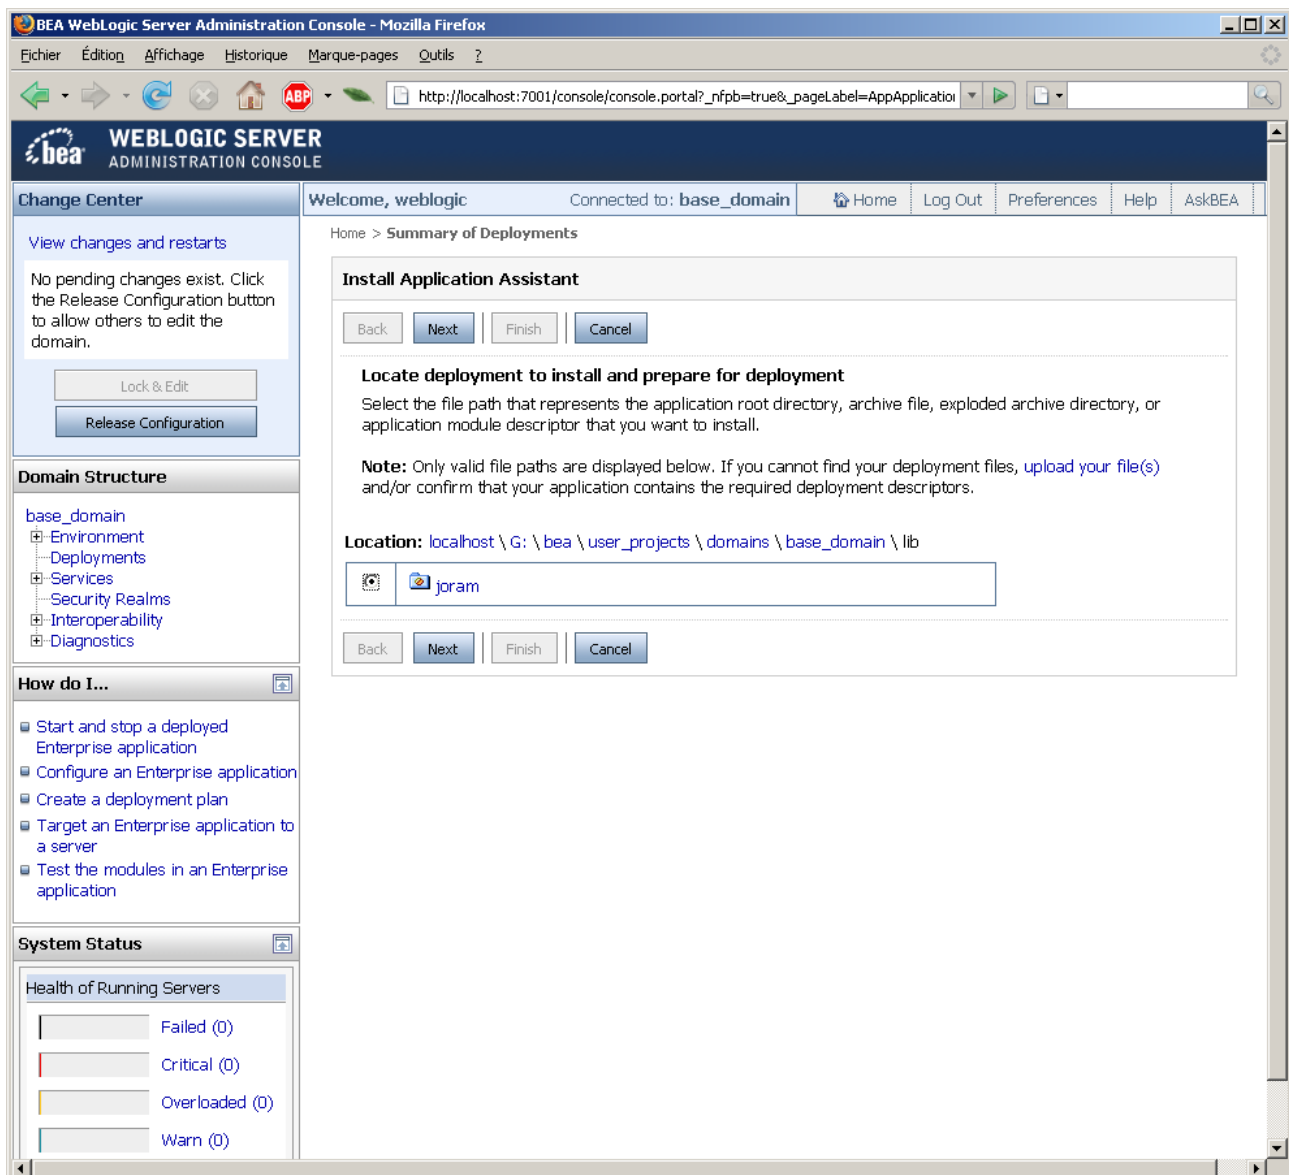 BEA WebLogic Server Administration Console - Mozilla Firefox
Fichier Édition Affichage Historique Marque-pages Outils ?
ABP http://localhost:7001/console/console.portal?_nfpb=true&_pageLabel=AppApplication
bea WEBLOGIC SERVER
ADMINISTRATION CONSOLE
Change Center
View changes and restarts
No pending changes exist. Click
the Release Configuration button
to allow others to edit the
domain.
Lock & Edit
Release Configuration
Domain Structure
base_domain
Environment
Deployments
Services
Security Realms
Interoperability
Diagnostics
How do I...
Start and stop a deployed
Enterprise application
Configure an Enterprise application
Create a deployment plan
Target an Enterprise application to
a server
Test the modules in an Enterprise
application
System Status
Health of Running Servers
Failed (0)
Critical (0)
Overloaded (0)
Warn (0)
Welcome, weblogic Connected to: base_domain Home Log Out Preferences Help AskBEA
Home > Summary of Deployments
Install Application Assistant
Back Next Finish Cancel
Locate deployment to install and prepare for deployment
Select the file path that represents the application root directory, archive file, exploded archive directory, or
application module descriptor that you want to install.
Note: Only valid file paths are displayed below. If you cannot find your deployment files, upload your file(s)
and/or confirm that your application contains the required deployment descriptors.
Location: localhost \ G: \ bea \ user_projects \ domains \ base_domain \ lib
joram
Back Next Finish Cancel